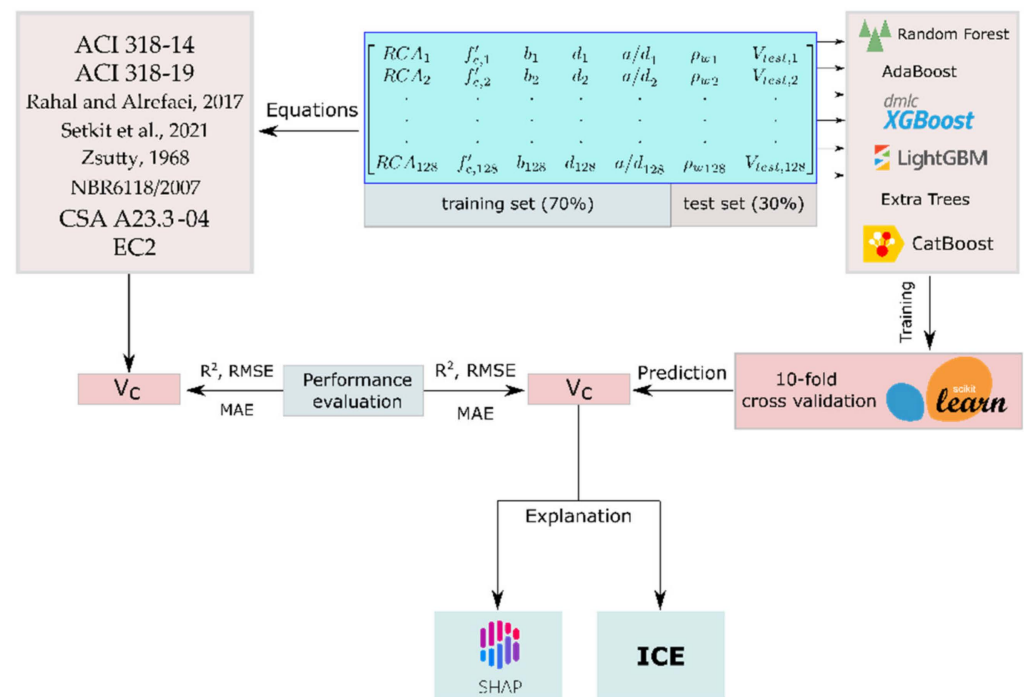 ACI 318-14
ACI 318-19
Rahal and Alrefaei, 2017
Setkit et al., 2021
Zsutty, 1968
NBR6118/2007
CSA A23.3-04
EC2
Equations
RCA₁ f′c,1 b₁ d₁ a/d₁ ρw1 Vtest,1
RCA₂ f′c,2 b₂ d₂ a/d₂ ρw2 Vtest,2
. . . . . . .
. . . . . . .
. . . . . . .
RCA₁₂₈ f′c,128 b₁₂₈ d₁₂₈ a/d₁₂₈ ρw128 Vtest,128
training set (70%) test set (30%)
Random Forest
AdaBoost
dmlc
XGBoost
LightGBM
Extra Trees
CatBoost
Training
Vc
R², RMSE
MAE
Performance
evaluation
R², RMSE
MAE
Vc
Prediction
10-fold
cross validation
scikit
learn
Explanation
SHAP
ICE